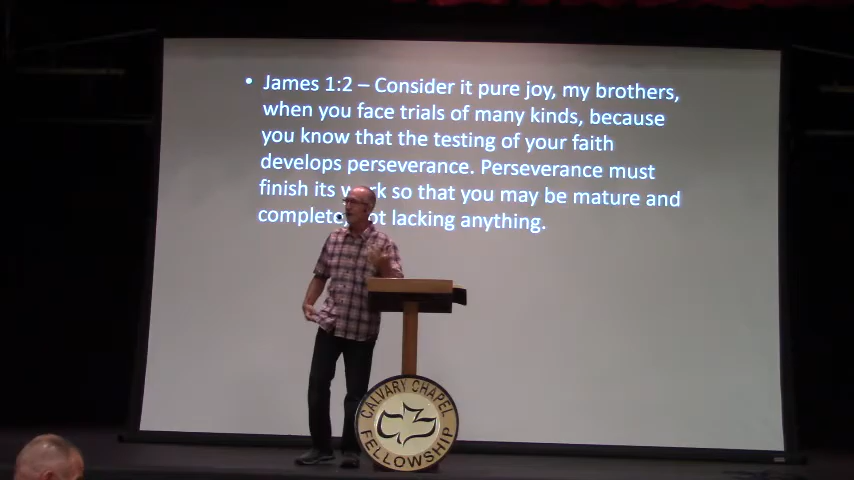 • James 1:2 – Consider it pure joy, my brothers,
when you face trials of many kinds, because
you know that the testing of your faith
develops perseverance. Perseverance must
finish its work so that you may be mature and
complete, not lacking anything.
CALVARY CHAPEL
FELLOWSHIP